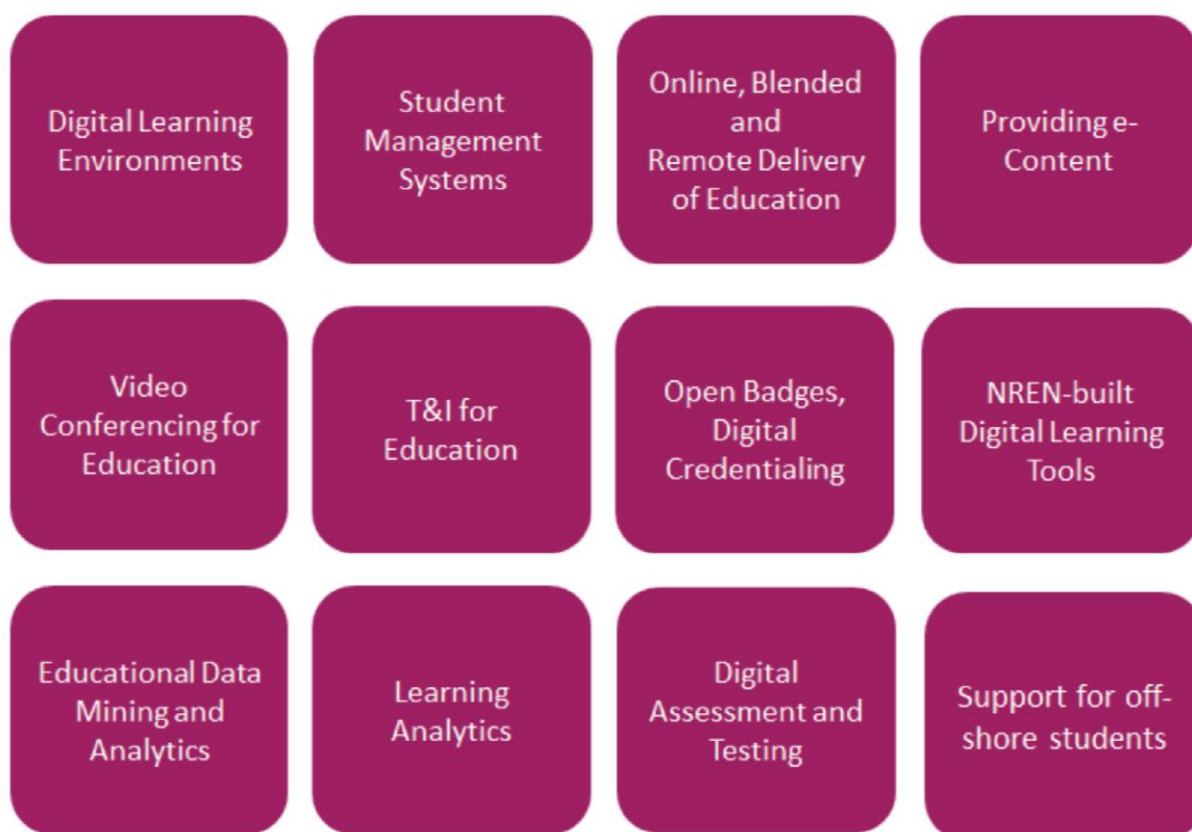 Digital Learning
Environments
Student
Management
Systems
Online, Blended
and
Remote Delivery
of Education
Providing e-
Content
Video
Conferencing for
Education
T&I for
Education
Open Badges,
Digital
Credentialing
NREN-built
Digital Learning
Tools
Educational Data
Mining and
Analytics
Learning
Analytics
Digital
Assessment and
Testing
Support for off-
shore students